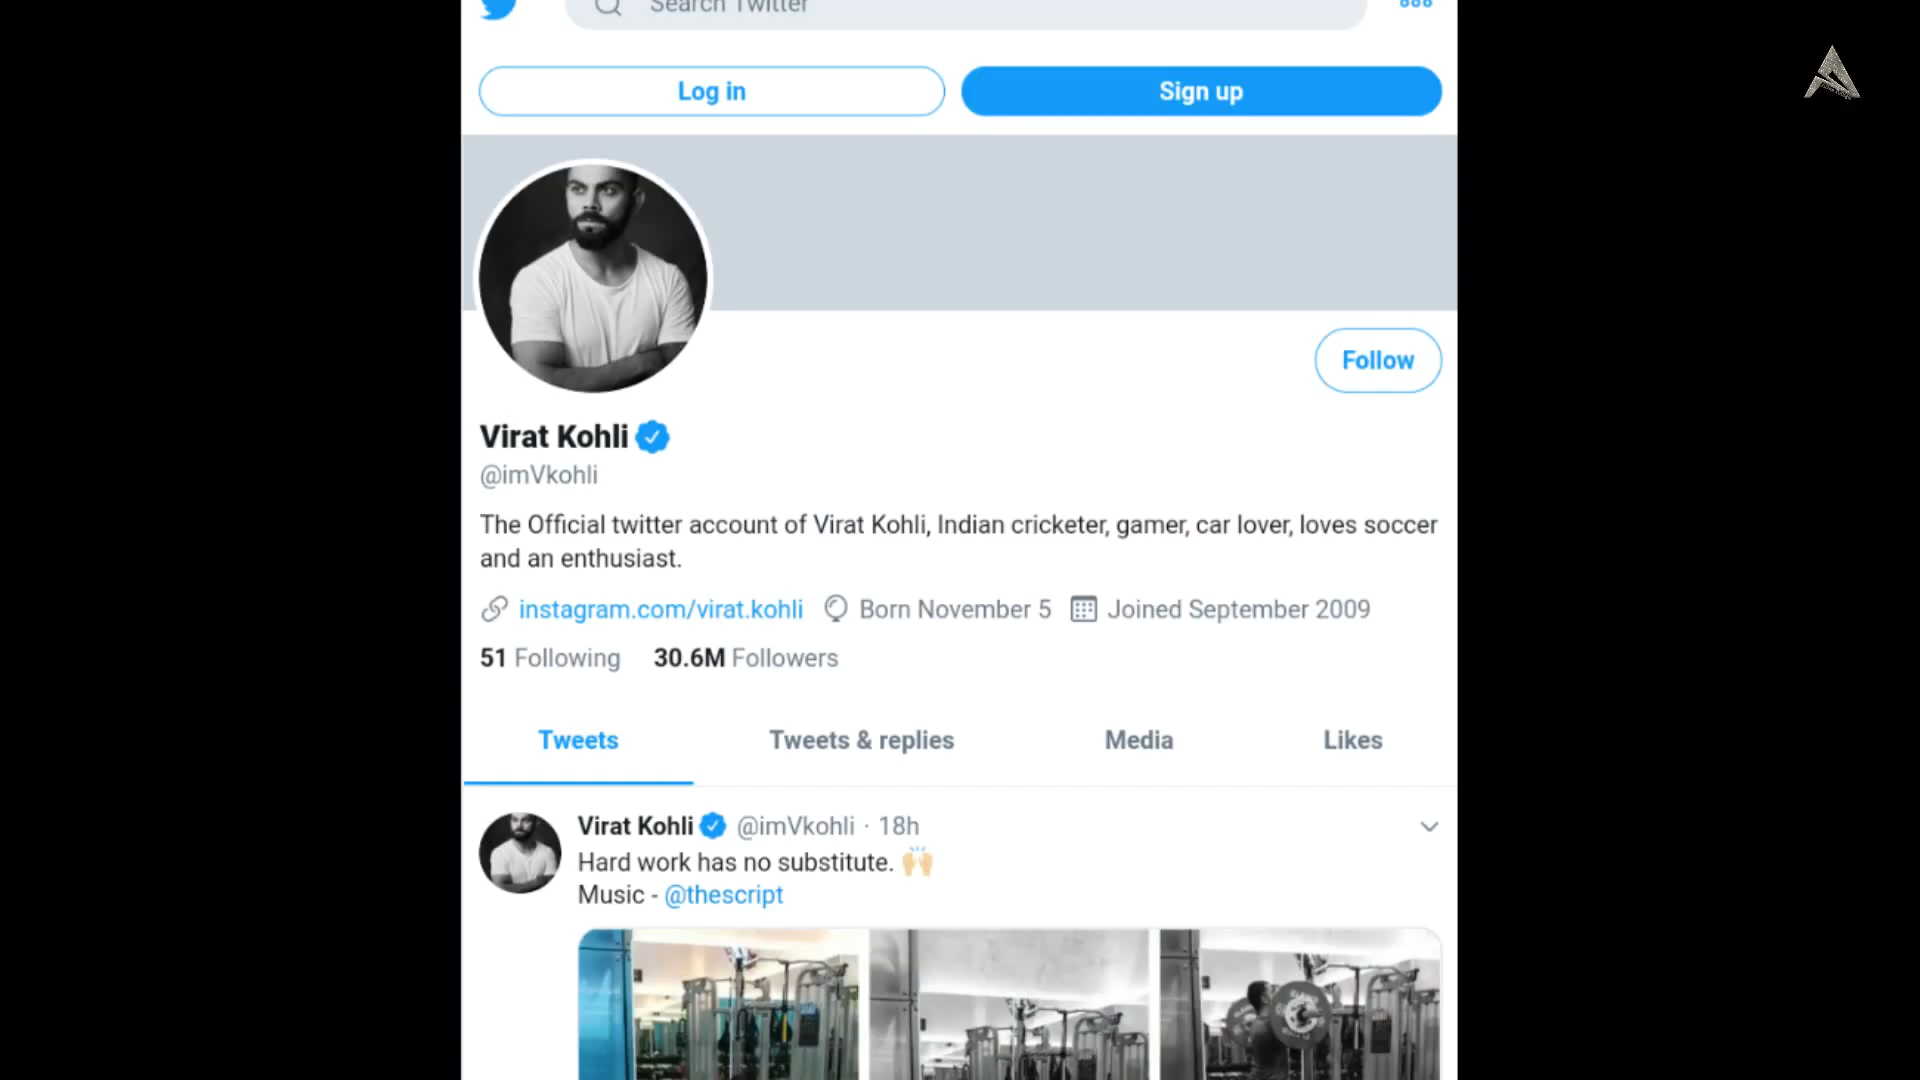 Search Twitter
Log in
Sign up
Follow
Virat Kohli
@imVkohli
The Official twitter account of Virat Kohli, Indian cricketer, gamer, car lover, loves soccer
and an enthusiast.
instagram.com/virat.kohli Born November 5 Joined September 2009
51 Following 30.6M Followers
Tweets Tweets & replies Media Likes
Virat Kohli @imVkohli · 18h
Hard work has no substitute. 🙌🏼
Music - @thescript